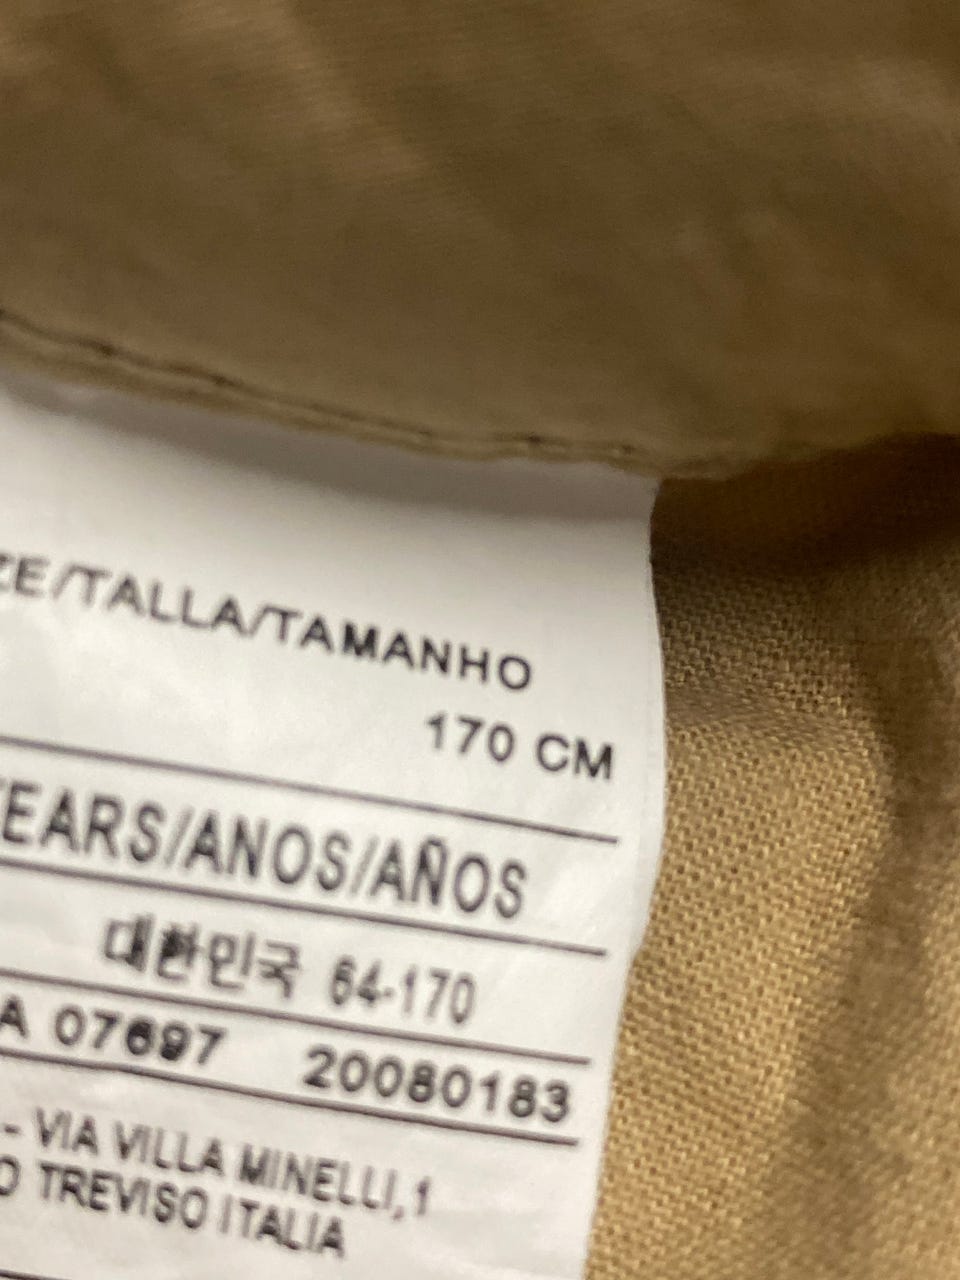 ZE/TALLA/TAMANHO
170 CM
EARS/ANOS/AÑOS
대한민국 64-170
A 07697 20080183
- VIA VILLA MINELLI,1
O TREVISO ITALIA